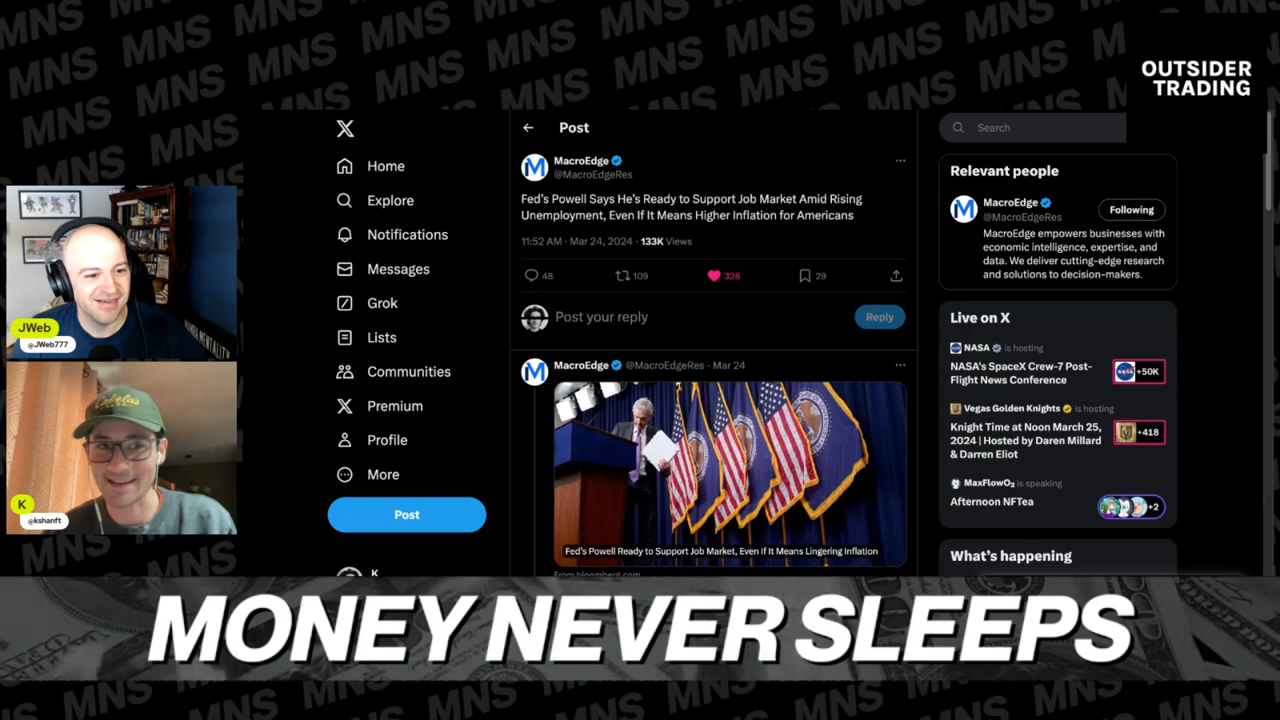 OUTSIDER
TRADING
JWeb
@JWeb777
MAMBA MENTALITY
Cabela's
K
@kshanft
X
Home
Explore
Notifications
Messages
Grok
Lists
Communities
Premium
Profile
More
Post
K
Post
MacroEdge
@MacroEdgeRes
Fed's Powell Says He's Ready to Support Job Market Amid Rising
Unemployment, Even If It Means Higher Inflation for Americans
11:52 AM · Mar 24, 2024 · 133K Views
48 109 328 29
Post your reply
Reply
MacroEdge @MacroEdgeRes · Mar 24
Fed's Powell Ready to Support Job Market, Even If It Means Lingering Inflation
From bloomberg.com
Search
Relevant people
MacroEdge
@MacroEdgeRes
Following
MacroEdge empowers businesses with
economic intelligence, expertise, and
data. We deliver cutting-edge research
and solutions to decision-makers.
Live on X
NASA is hosting
NASA's SpaceX Crew-7 Post-
Flight News Conference
+50K
Vegas Golden Knights is hosting
Knight Time at Noon March 25,
2024 | Hosted by Daren Millard
& Darren Eliot
+418
MaxFlowO₂ is speaking
Afternoon NFTea
+2
What's happening
MONEY NEVER SLEEPS
MNS